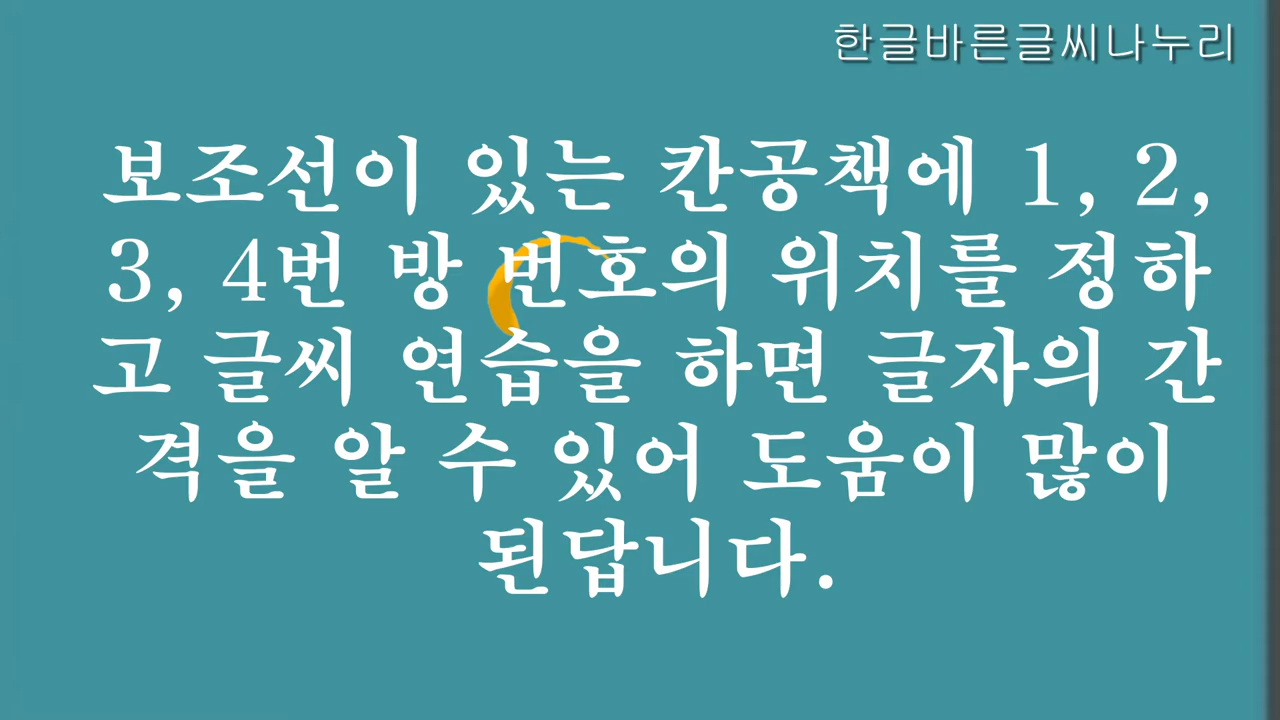 한글바른글씨나누리
보조선이 있는 칸공책에 1, 2,
3, 4번 방 번호의 위치를 정하
고 글씨 연습을 하면 글자의 간
격을 알 수 있어 도움이 많이
된답니다.